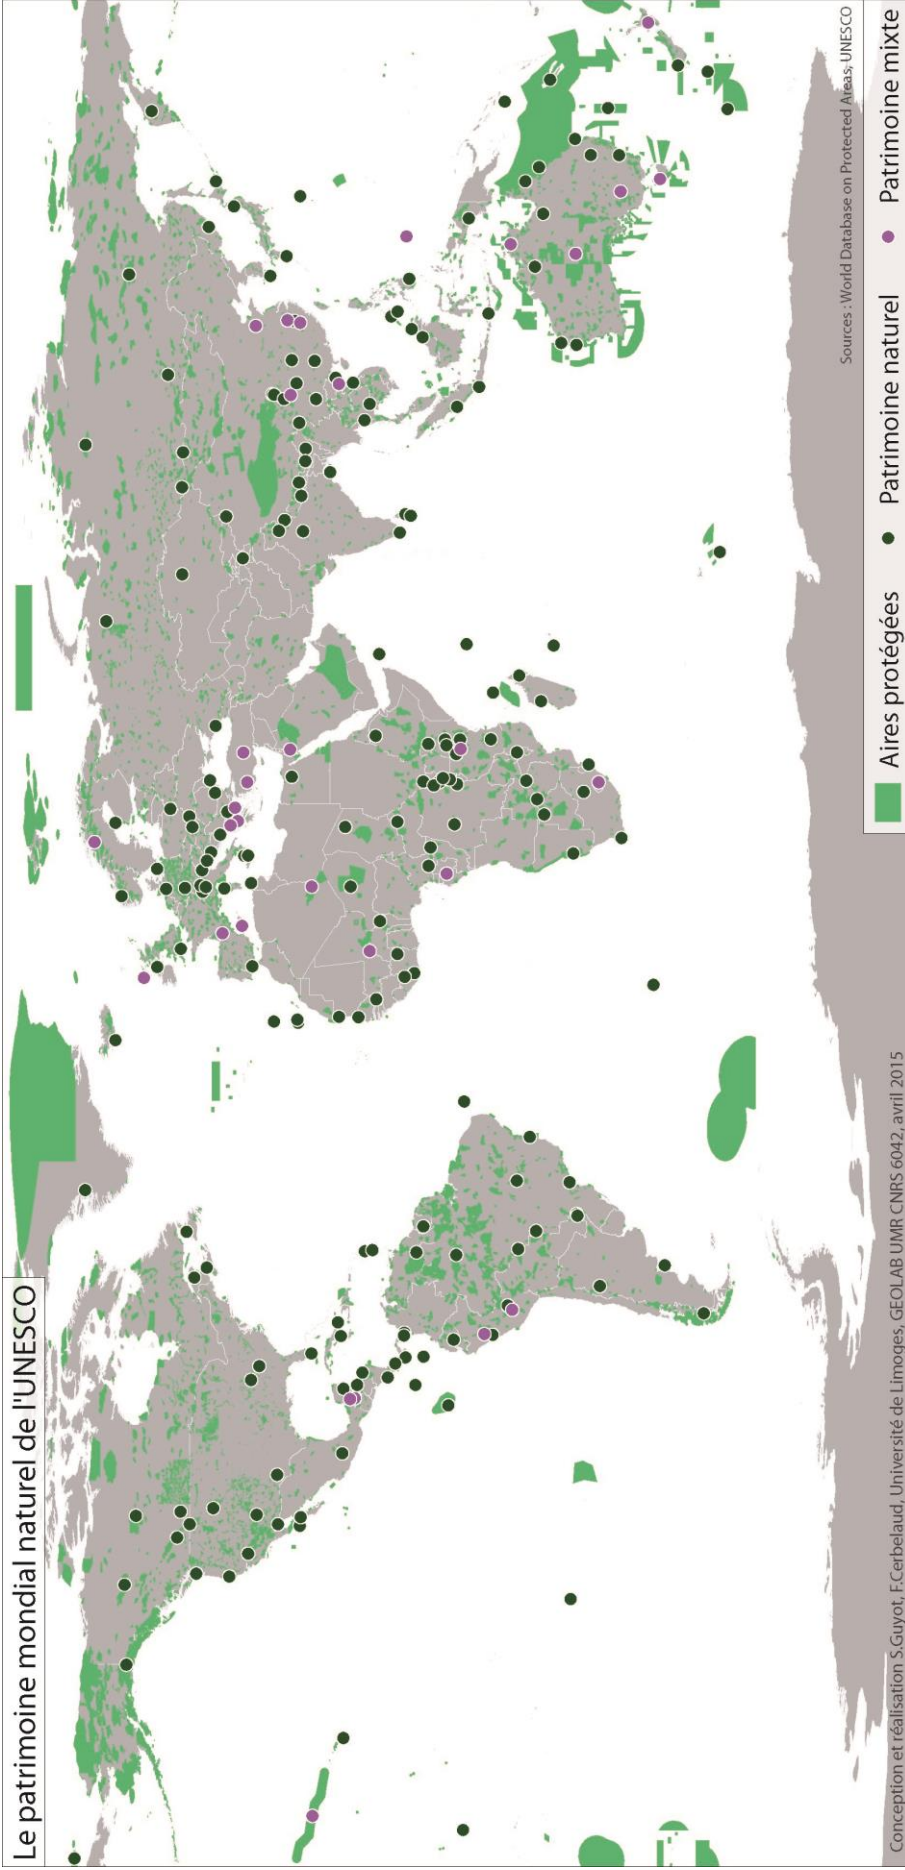 Le patrimoine mondial naturel de l'UNESCO
Sources : World Database on Protected Areas, UNESCO
Aires protégées
Patrimoine naturel
Patrimoine mixte
Conception et réalisation S.Guyot, F.Cerbelaud, Université de Limoges, GEOLAB UMR CNRS 6042, avril 2015